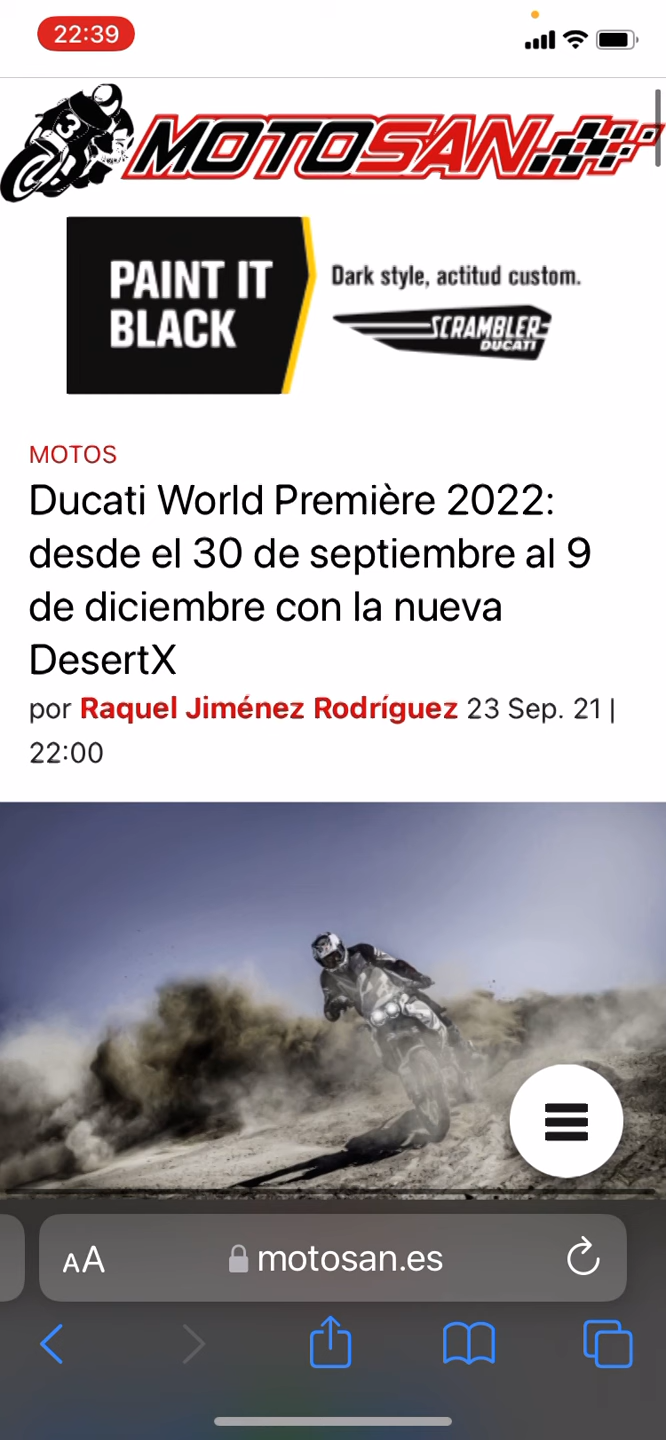 22:39
3
MOTOSAN
PAINT IT
BLACK
Dark style, actitud custom.
SCRAMBLER
DUCATI
MOTOS
Ducati World Première 2022:
desde el 30 de septiembre al 9
de diciembre con la nueva
DesertX
por Raquel Jiménez Rodríguez 23 Sep. 21 |
22:00
AA motosan.es